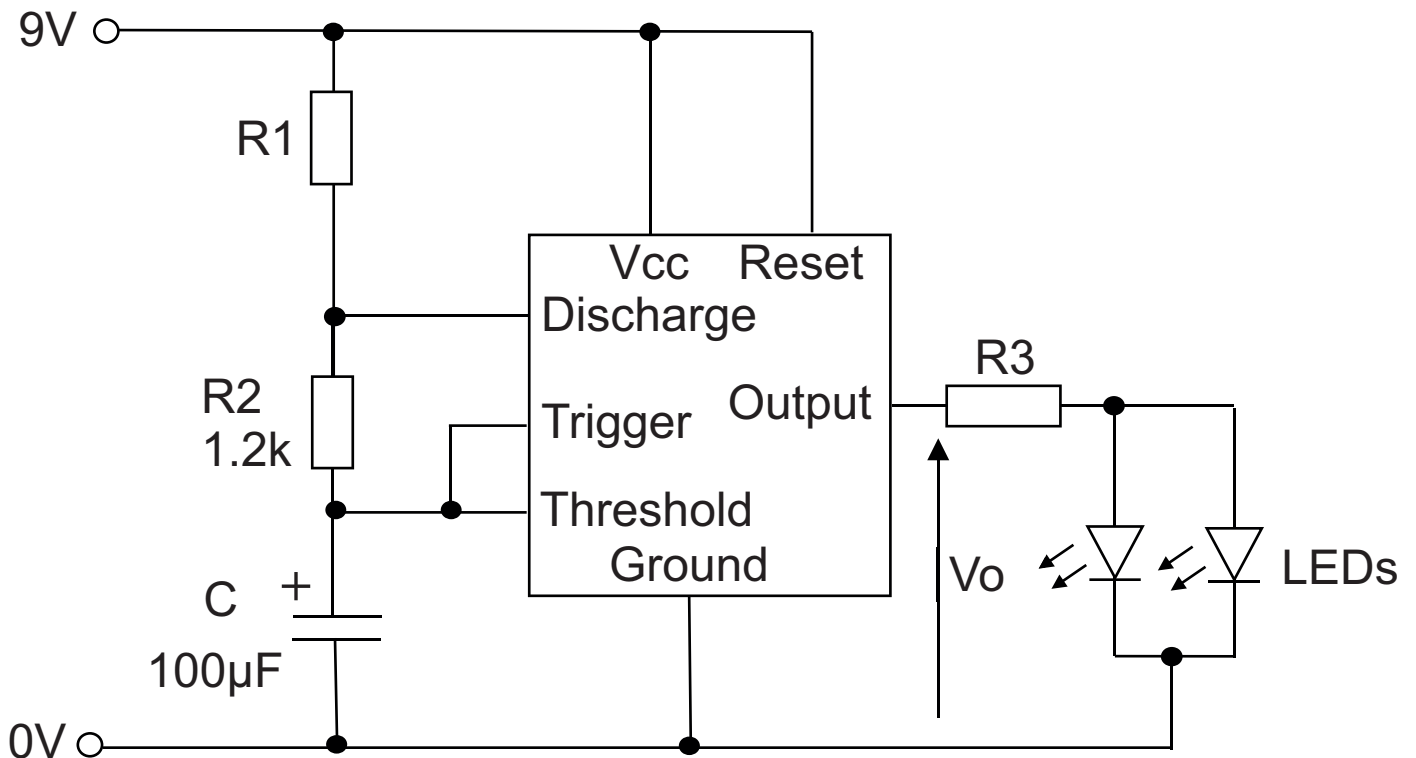 9V
R1
Vcc Reset
Discharge
R3
R2
1.2k
Output
Trigger
Threshold
Ground
Vo
LEDs
C +
100µF
0V